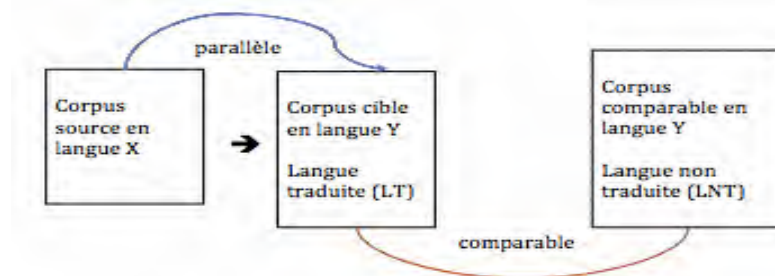 parallèle
Corpus
source en
langue X
➔
Corpus cible
en langue Y
Langue
traduite (LT)
Corpus
comparable en
langue Y
Langue non
traduite (LNT)
comparable